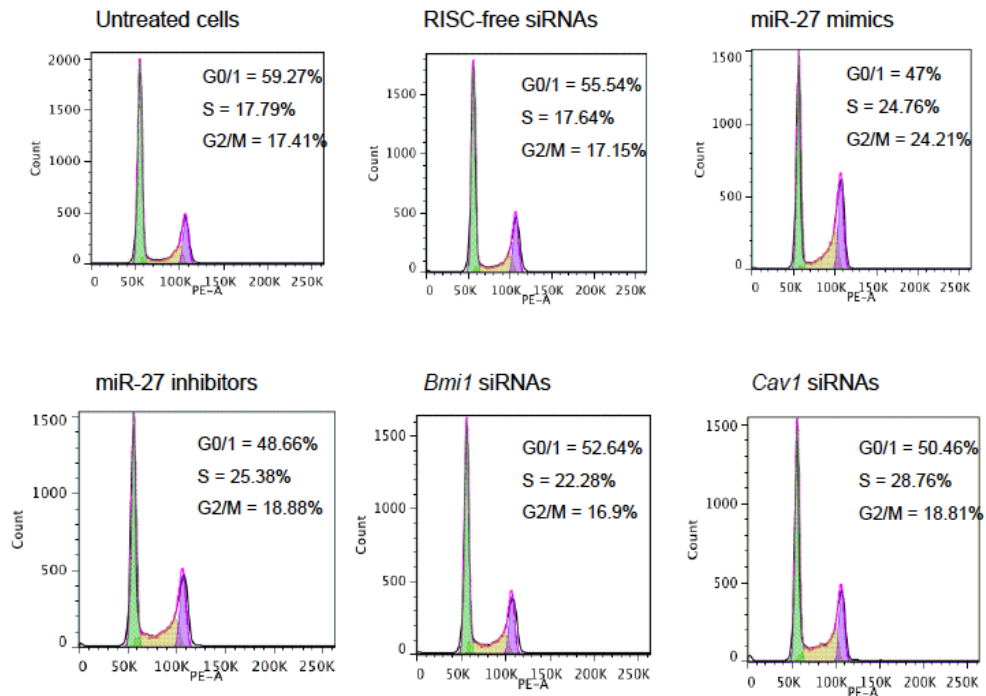 Untreated cells
RISC-free siRNAs
miR-27 mimics
2000
1500
1000
500
0
Count
G0/1 = 59.27%
S = 17.79%
G2/M = 17.41%
0 50K 100K 150K 200K 250K
PE-A
1500
1000
500
0
Count
G0/1 = 55.54%
S = 17.64%
G2/M = 17.15%
0 50K 100K 150K 200K 250K
PE-A
1500
1000
500
0
Count
G0/1 = 47%
S = 24.76%
G2/M = 24.21%
0 50K 100K 150K 200K 250K
PE-A
miR-27 inhibitors
Bmi1 siRNAs
Cav1 siRNAs
1500
1000
500
0
Count
G0/1 = 48.66%
S = 25.38%
G2/M = 18.88%
0 50K 100K 150K 200K 250K
PE-A
1500
1000
500
0
Count
G0/1 = 52.64%
S = 22.28%
G2/M = 16.9%
0 50K 100K 150K 200K 250K
PE-A
1500
1000
500
0
Count
G0/1 = 50.46%
S = 28.76%
G2/M = 18.81%
0 50K 100K 150K 200K 250K
PE-A